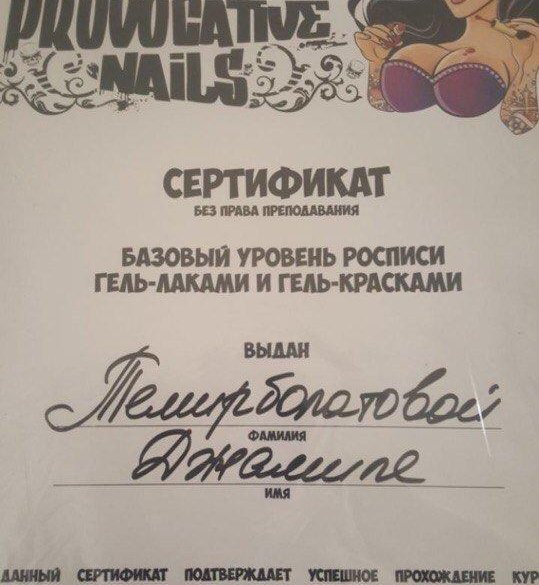 PROVOCATIVE
NAILS
СЕРТИФИКАТ
БЕЗ ПРАВА ПРЕПОДАВАНИЯ
БАЗОВЫЙ УРОВЕНЬ РОСПИСИ
ГЕЛЬ-ЛАКАМИ И ГЕЛЬ-КРАСКАМИ
ВЫДАН
Темирболатовой
ФАМИЛИЯ
Джамиле
ИМЯ
ДАННЫЙ СЕРТИФИКАТ ПОДТВЕРЖДАЕТ УСПЕШНОЕ ПРОХОЖДЕНИЕ КУР